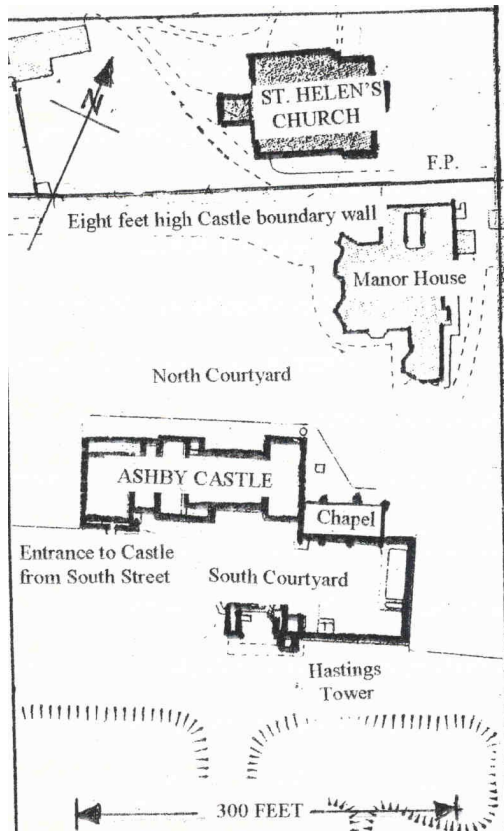 N
ST. HELEN'S
CHURCH
F.P.
Eight feet high Castle boundary wall
Manor House
North Courtyard
ASHBY CASTLE
Chapel
Entrance to Castle
from South Street
South Courtyard
Hastings
Tower
300 FEET